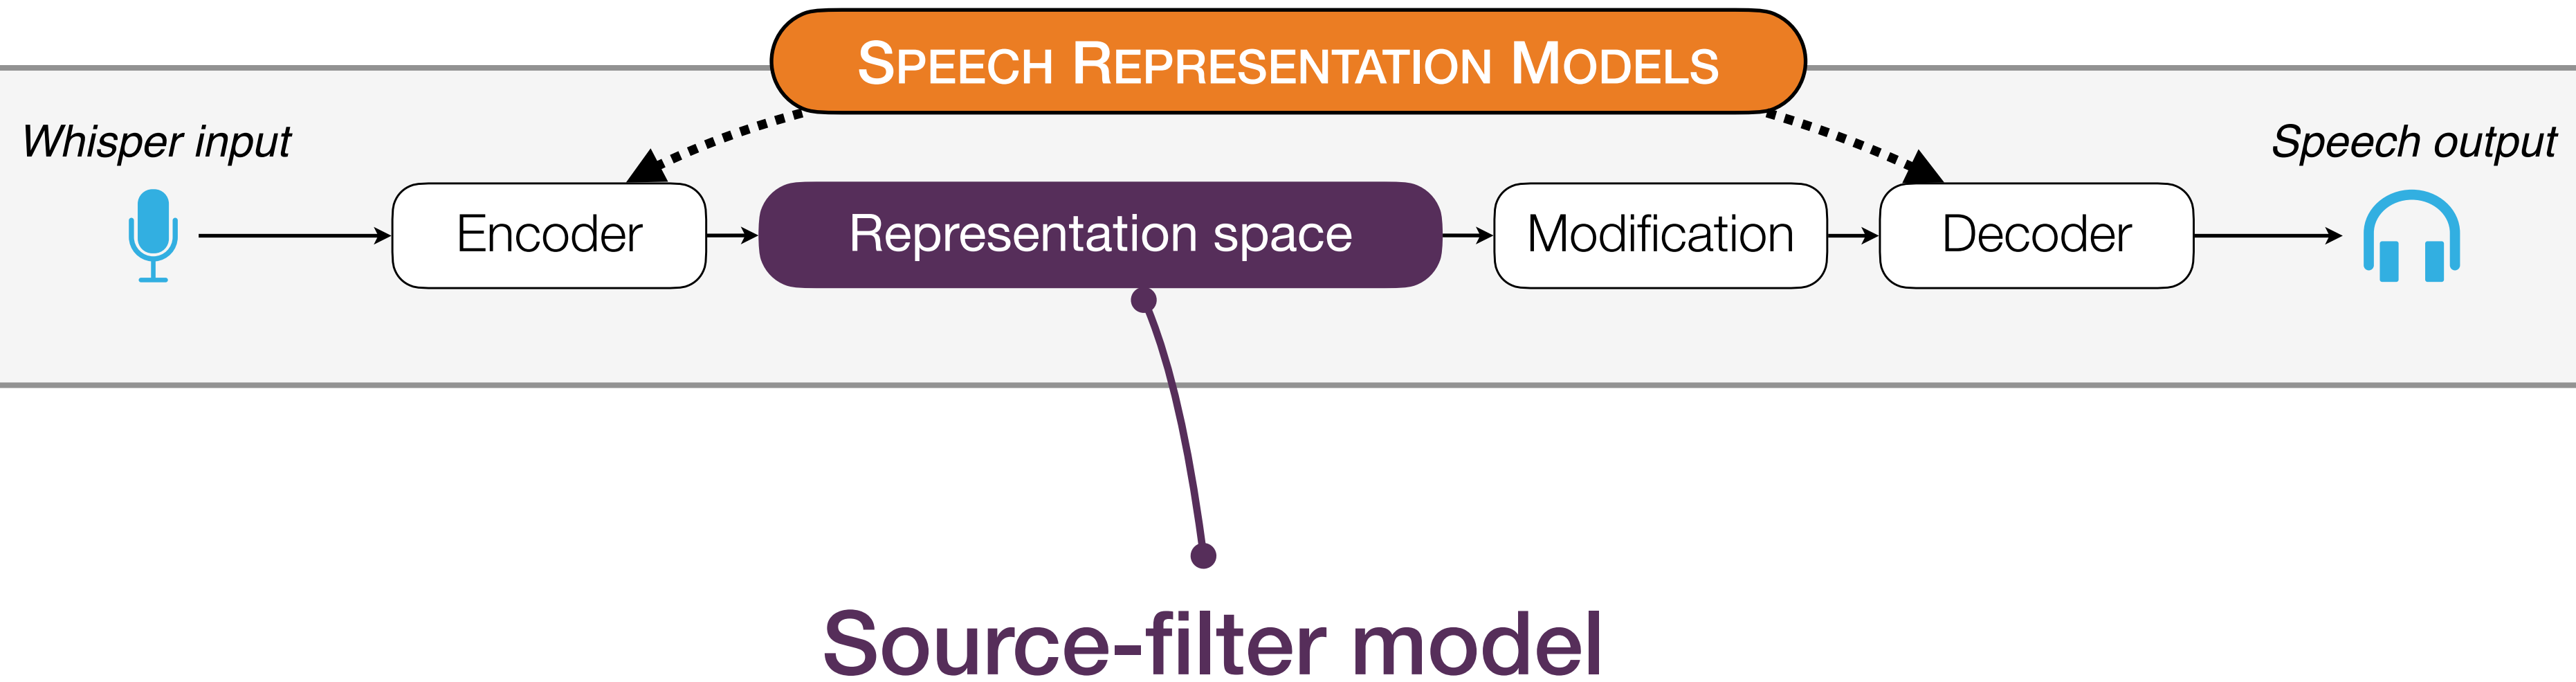 SPEECH REPRESENTATION MODELS
Whisper input
Speech output
Encoder
Representation space
Modification
Decoder
Source-filter model